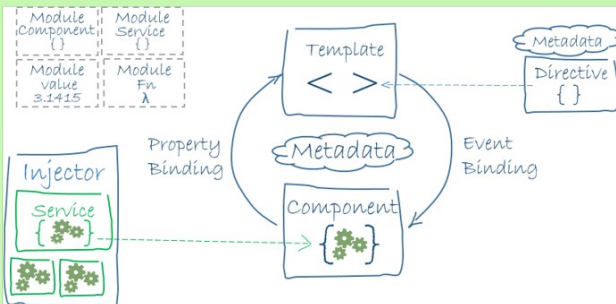 Module
Component
{ }
Module
Service
{ }
Module
value
3.1415
Module
Fn
λ
Template
< >
Metadata
Directive
{ }
Property
Binding
Metadata
Event
Binding
Injector
Service
{ }
Component
{ }